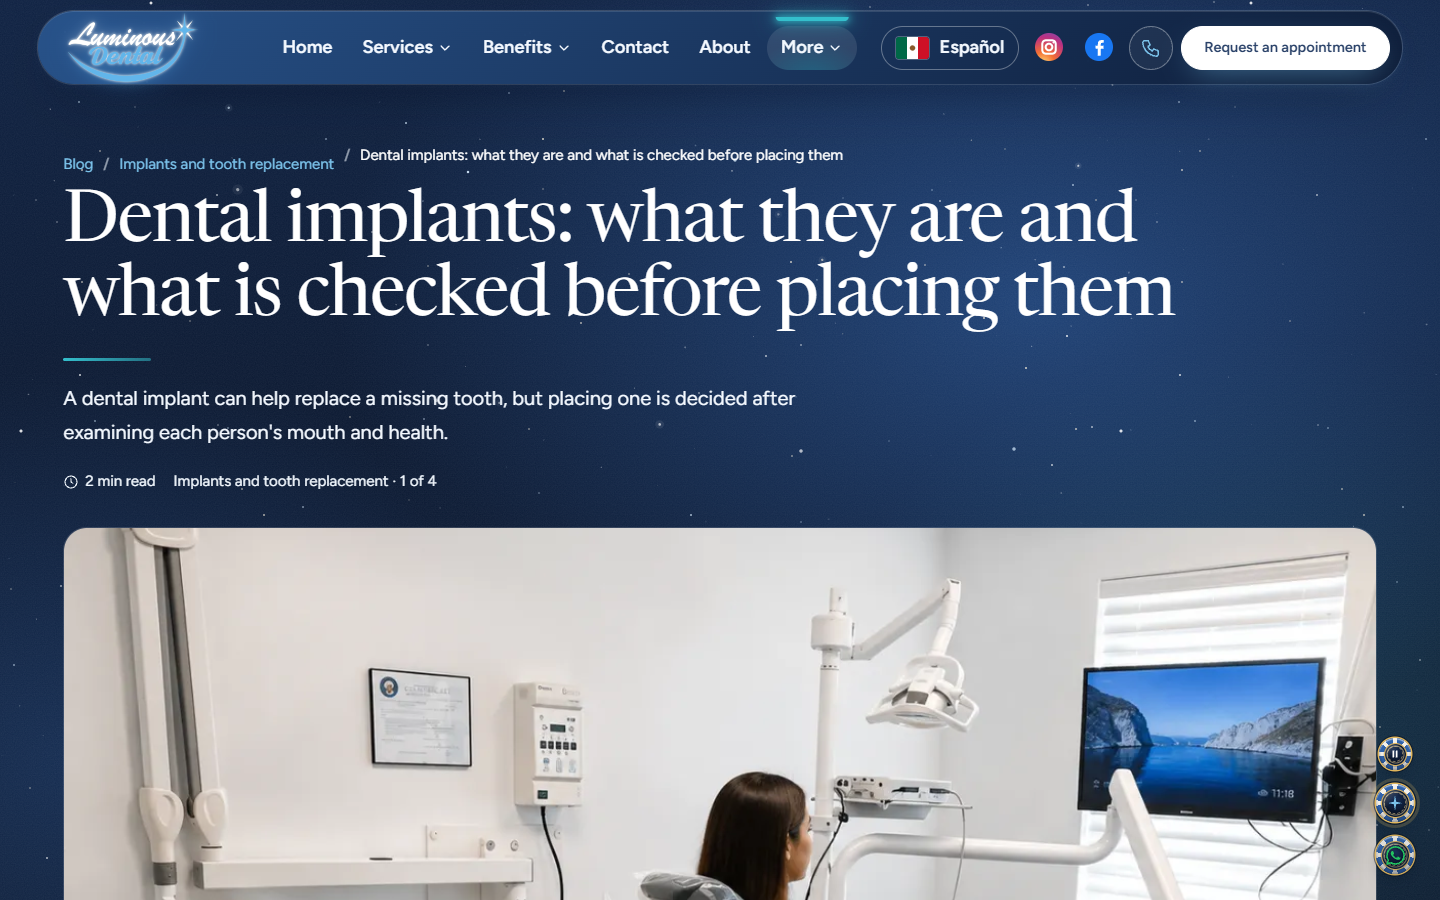 Luminous
Dental
Home
Services
Benefits
Contact
About
More
Español
Request an appointment
Blog / Implants and tooth replacement / Dental implants: what they are and what is checked before placing them
Dental implants: what they are and
what is checked before placing them
A dental implant can help replace a missing tooth, but placing one is decided after
examining each person's mouth and health.
2 min read
Implants and tooth replacement · 1 of 4
11:18